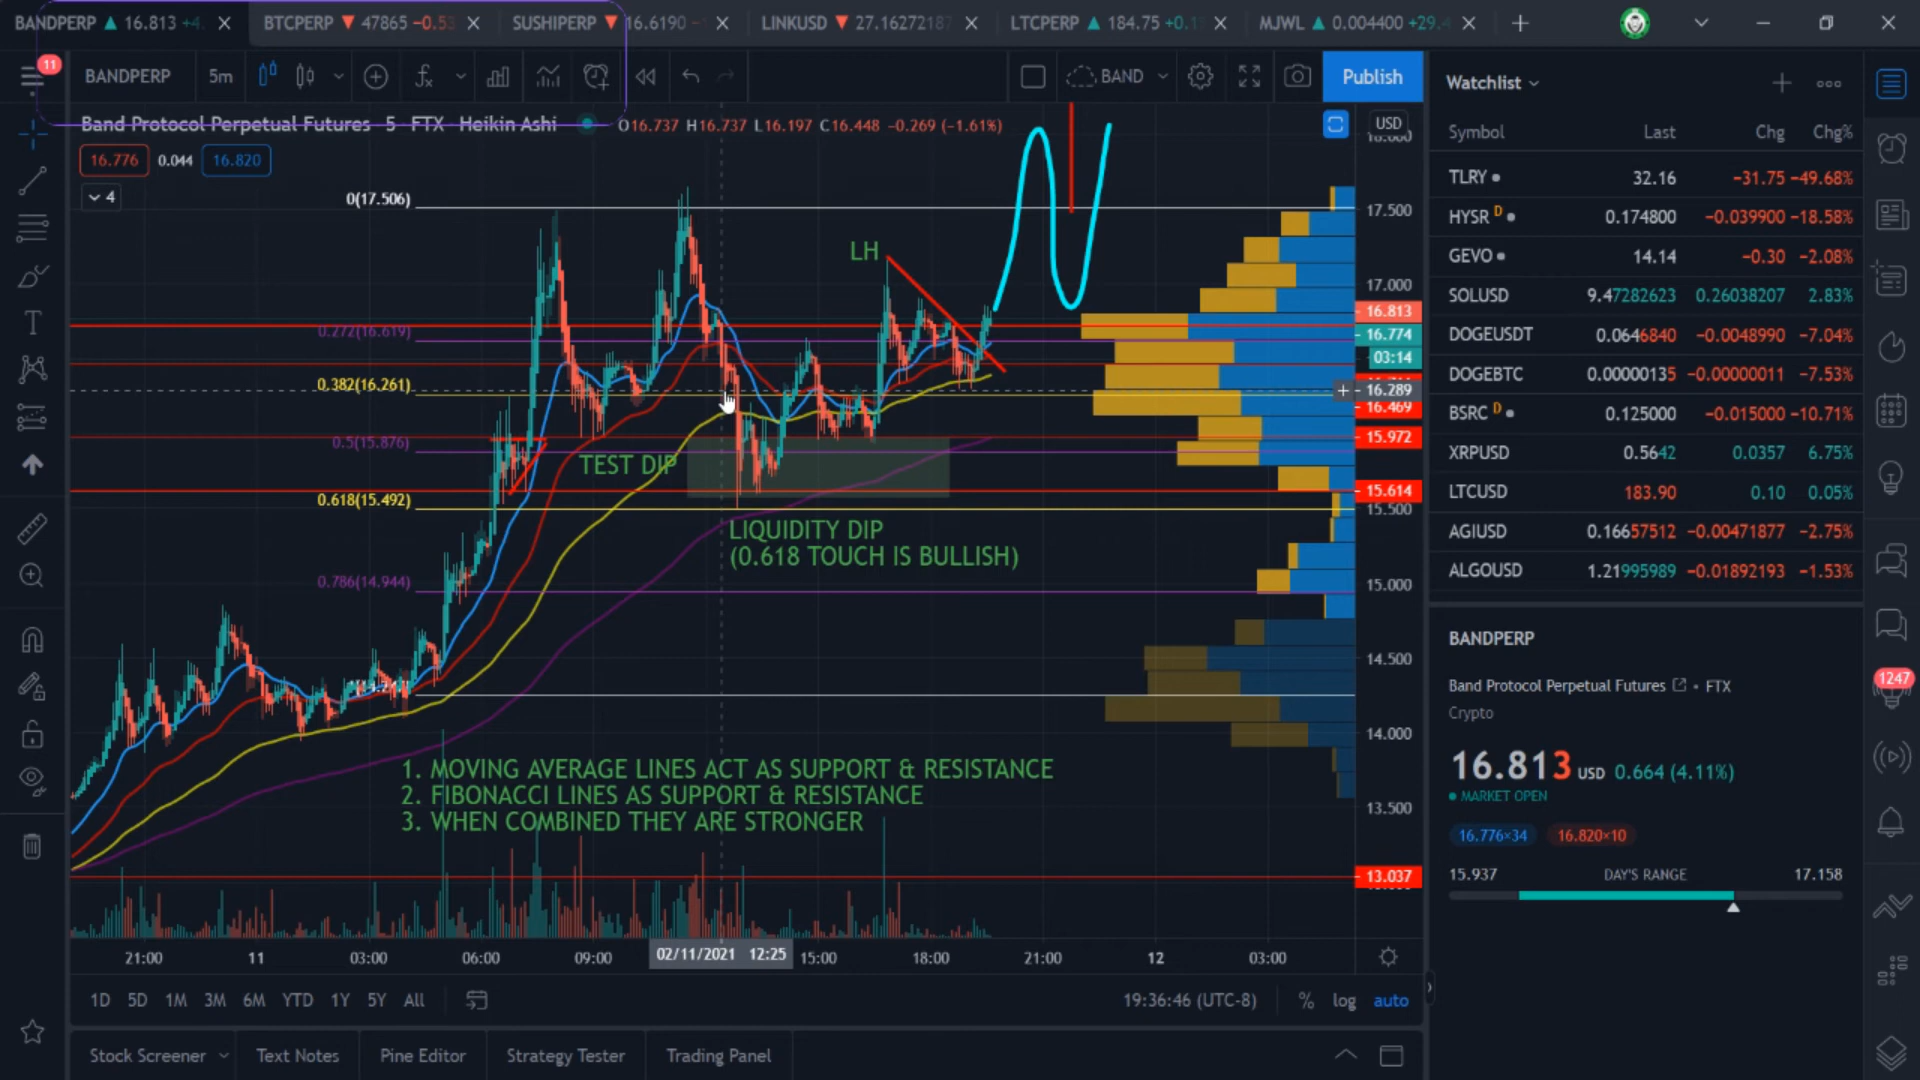 BANDPERP ▲ 16.813 +4.
BTCPERP ▼ 47865 −0.53
SUSHIPERP ▼ 16.6190
LINKUSD ▼ 27.1627218
LTCPERP ▲ 184.75 +0.1
MJWL ▲ 0.004400 +29.4
11
BANDPERP
5m
BAND
Publish
Band Protocol Perpetual Futures · 5 · FTX · Heikin Ashi
O16.737 H16.737 L16.197 C16.448 −0.269 (−1.61%)
16.776 0.044 16.820
4
USD
0(17.506)
LH
0.272(16.619)
0.382(16.261)
0.5(15.876)
TEST DIP
0.618(15.492)
LIQUIDITY DIP
(0.618 TOUCH IS BULLISH)
0.786(14.944)
1. MOVING AVERAGE LINES ACT AS SUPPORT & RESISTANCE
2. FIBONACCI LINES AS SUPPORT & RESISTANCE
3. WHEN COMBINED THEY ARE STRONGER
17.500
17.000
16.813
16.774
03:14
16.289
16.469
15.972
15.614
15.500
15.000
14.500
14.000
13.500
13.037
21:00 11 03:00 06:00 09:00 02/11/2021 12:25 15:00 18:00 21:00 12 03:00
1D 5D 1M 3M 6M YTD 1Y 5Y All
19:36:46 (UTC-8) % log auto
Stock Screener Text Notes Pine Editor Strategy Tester Trading Panel
Watchlist
Symbol Last Chg Chg%
TLRY 32.16 −31.75 −49.68%
HYSR D 0.174800 −0.039900 −18.58%
GEVO 14.14 −0.30 −2.08%
SOLUSD 9.47282623 0.26038207 2.83%
DOGEUSDT 0.0646840 −0.0048990 −7.04%
DOGEBTC 0.00000135 −0.00000011 −7.53%
BSRC D 0.125000 −0.015000 −10.71%
XRPUSD 0.5642 0.0357 6.75%
LTCUSD 183.90 0.10 0.05%
AGIUSD 0.16657512 −0.00471877 −2.75%
ALGOUSD 1.21995989 −0.01892193 −1.53%
BANDPERP
Band Protocol Perpetual Futures • FTX
Crypto
16.813 USD 0.664 (4.11%)
MARKET OPEN
16.776×34 16.820×10
15.937 DAY'S RANGE 17.158
1247